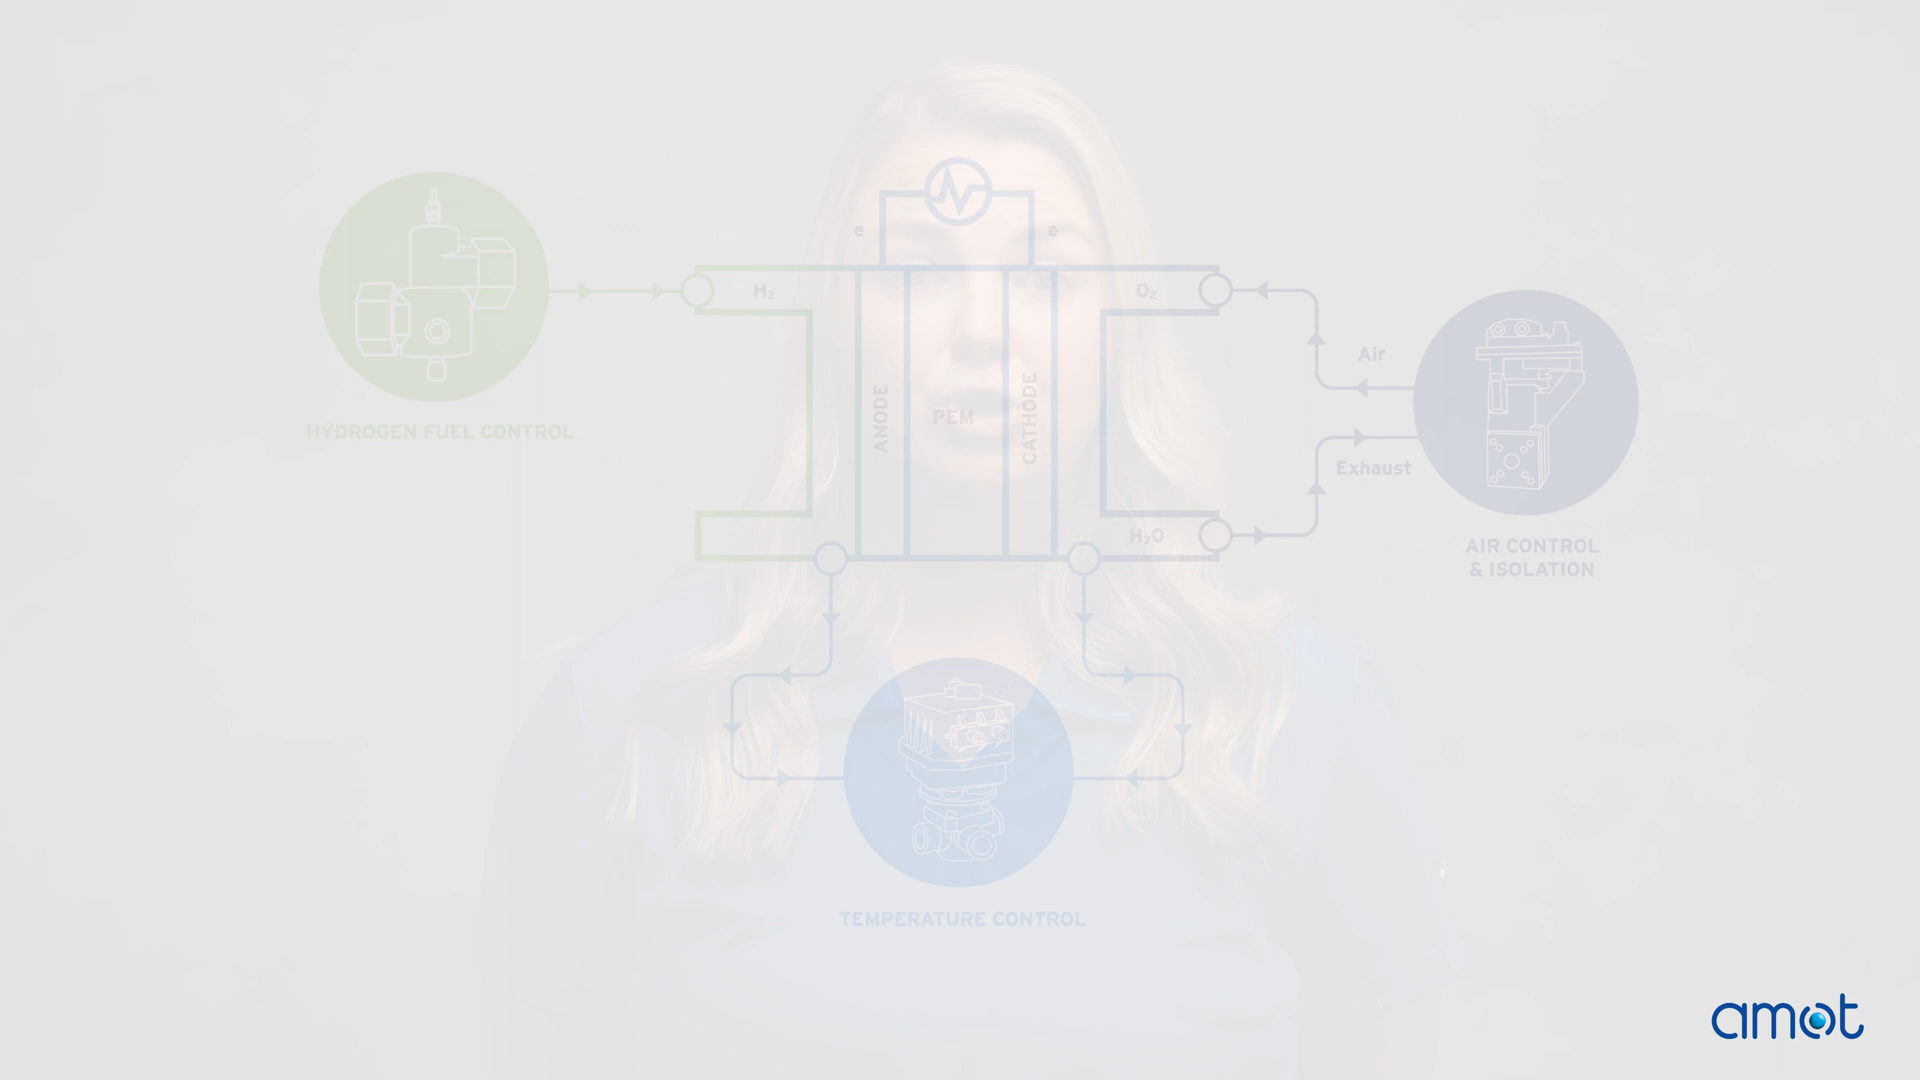 e
e
H₂
O₂
Air
ANODE
PEM
CATHODE
HYDROGEN FUEL CONTROL
Exhaust
H₂O
AIR CONTROL
& ISOLATION
TEMPERATURE CONTROL
amot